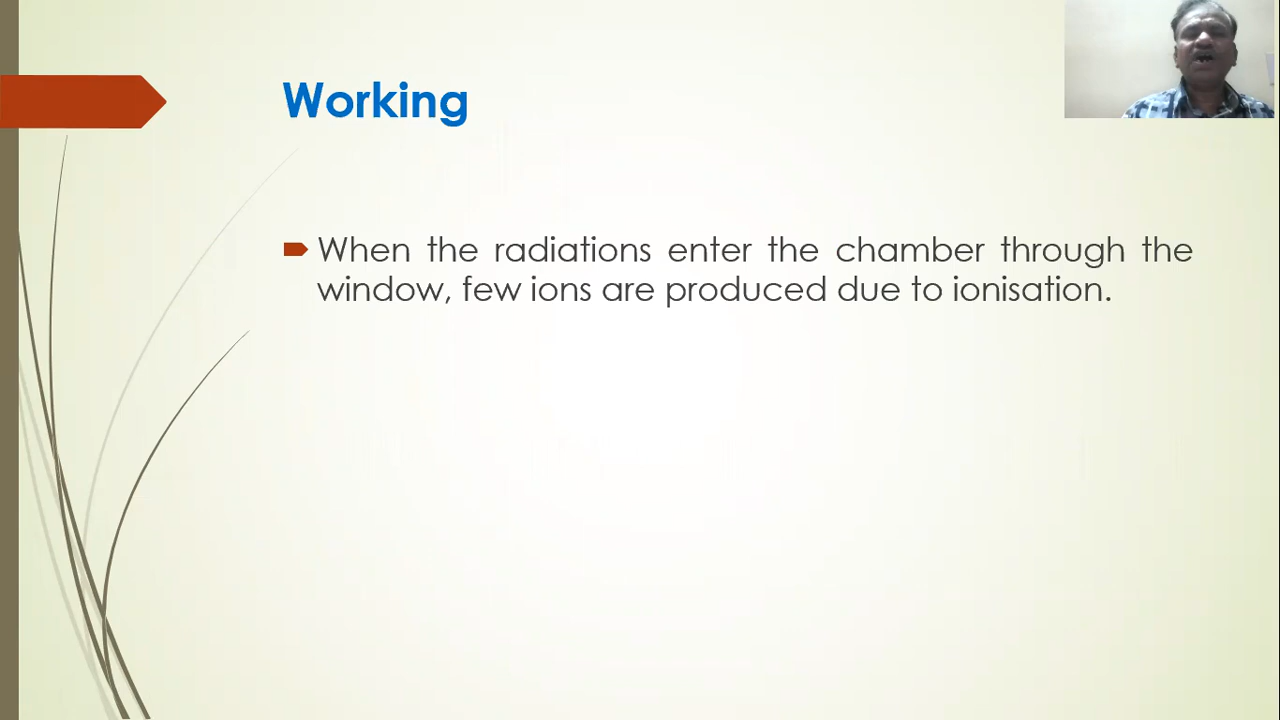 Working
When the radiations enter the chamber through the
window, few ions are produced due to ionisation.